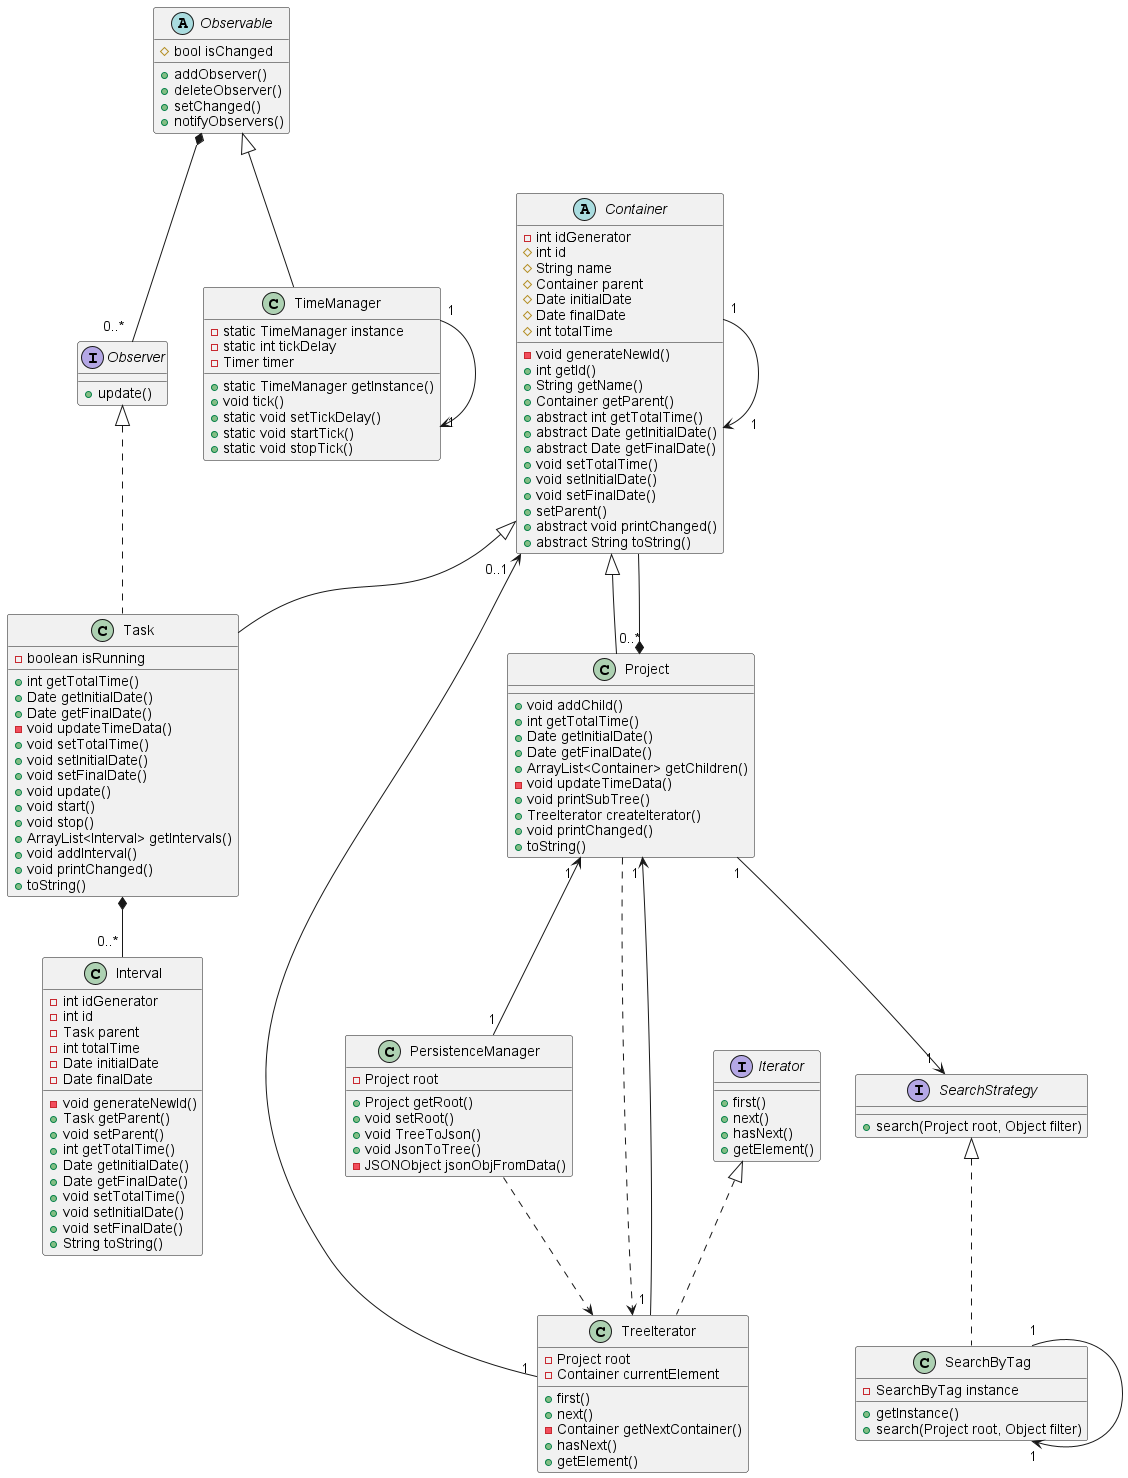 A Observable
bool isChanged
addObserver()
deleteObserver()
setChanged()
notifyObservers()
A Container
int idGenerator
int id
String name
Container parent
Date initialDate
Date finalDate
int totalTime
void generateNewId()
int getId()
String getName()
Container getParent()
abstract int getTotalTime()
abstract Date getInitialDate()
abstract Date getFinalDate()
void setTotalTime()
void setInitialDate()
void setFinalDate()
setParent()
abstract void printChanged()
abstract String toString()
1
1
C TimeManager
static TimeManager instance
static int tickDelay
Timer timer
static TimeManager getInstance()
void tick()
static void setTickDelay()
static void startTick()
static void stopTick()
1
1
0..*
I Observer
update()
0..1
0..*
C Task
boolean isRunning
int getTotalTime()
Date getInitialDate()
Date getFinalDate()
void updateTimeData()
void setTotalTime()
void setInitialDate()
void setFinalDate()
void update()
void start()
void stop()
ArrayList<Interval> getIntervals()
void addInterval()
void printChanged()
toString()
C Project
void addChild()
int getTotalTime()
Date getInitialDate()
Date getFinalDate()
ArrayList<Container> getChildren()
void updateTimeData()
void printSubTree()
TreeIterator createIterator()
void printChanged()
toString()
1
1
1
0..*
C Interval
int idGenerator
int id
Task parent
int totalTime
Date initialDate
Date finalDate
void generateNewId()
Task getParent()
void setParent()
int getTotalTime()
Date getInitialDate()
Date getFinalDate()
void setTotalTime()
void setInitialDate()
void setFinalDate()
String toString()
1
C PersistenceManager
Project root
Project getRoot()
void setRoot()
void TreeToJson()
void JsonToTree()
JSONObject jsonObjFromData()
I Iterator
first()
next()
hasNext()
getElement()
1
I SearchStrategy
search(Project root, Object filter)
1
1
C TreeIterator
Project root
Container currentElement
first()
next()
Container getNextContainer()
hasNext()
getElement()
1
C SearchByTag
SearchByTag instance
getInstance()
search(Project root, Object filter)
1